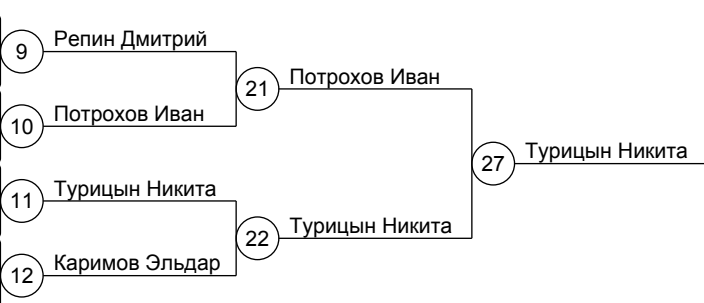 9 Репин Дмитрий
10 Потрохов Иван
21 Потрохов Иван
11 Турицын Никита
12 Каримов Эльдар
22 Турицын Никита
27 Турицын Никита